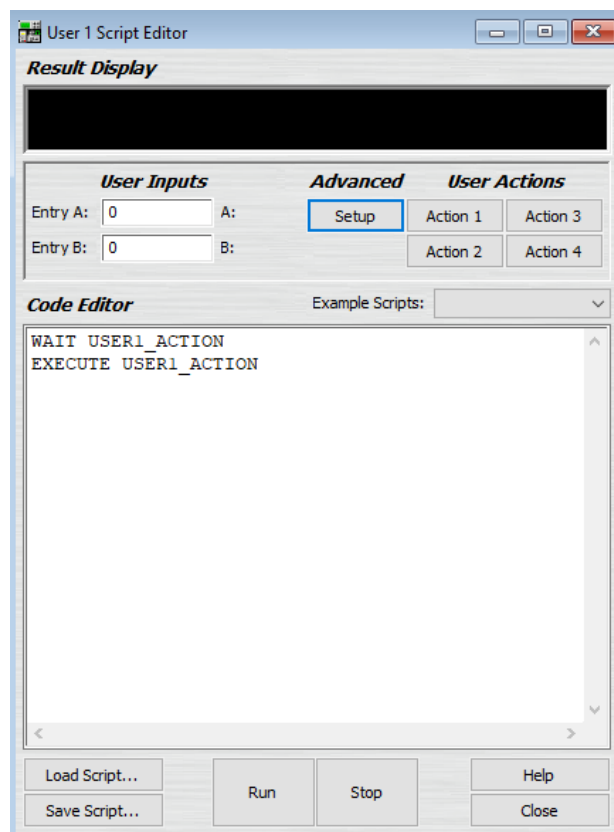 User 1 Script Editor
Result Display
User Inputs Advanced User Actions
Entry A: 0 A: Setup Action 1 Action 3
Entry B: 0 B: Action 2 Action 4
Code Editor Example Scripts:
WAIT USER1_ACTION
EXECUTE USER1_ACTION
Load Script... Run Stop Help
Save Script... Close